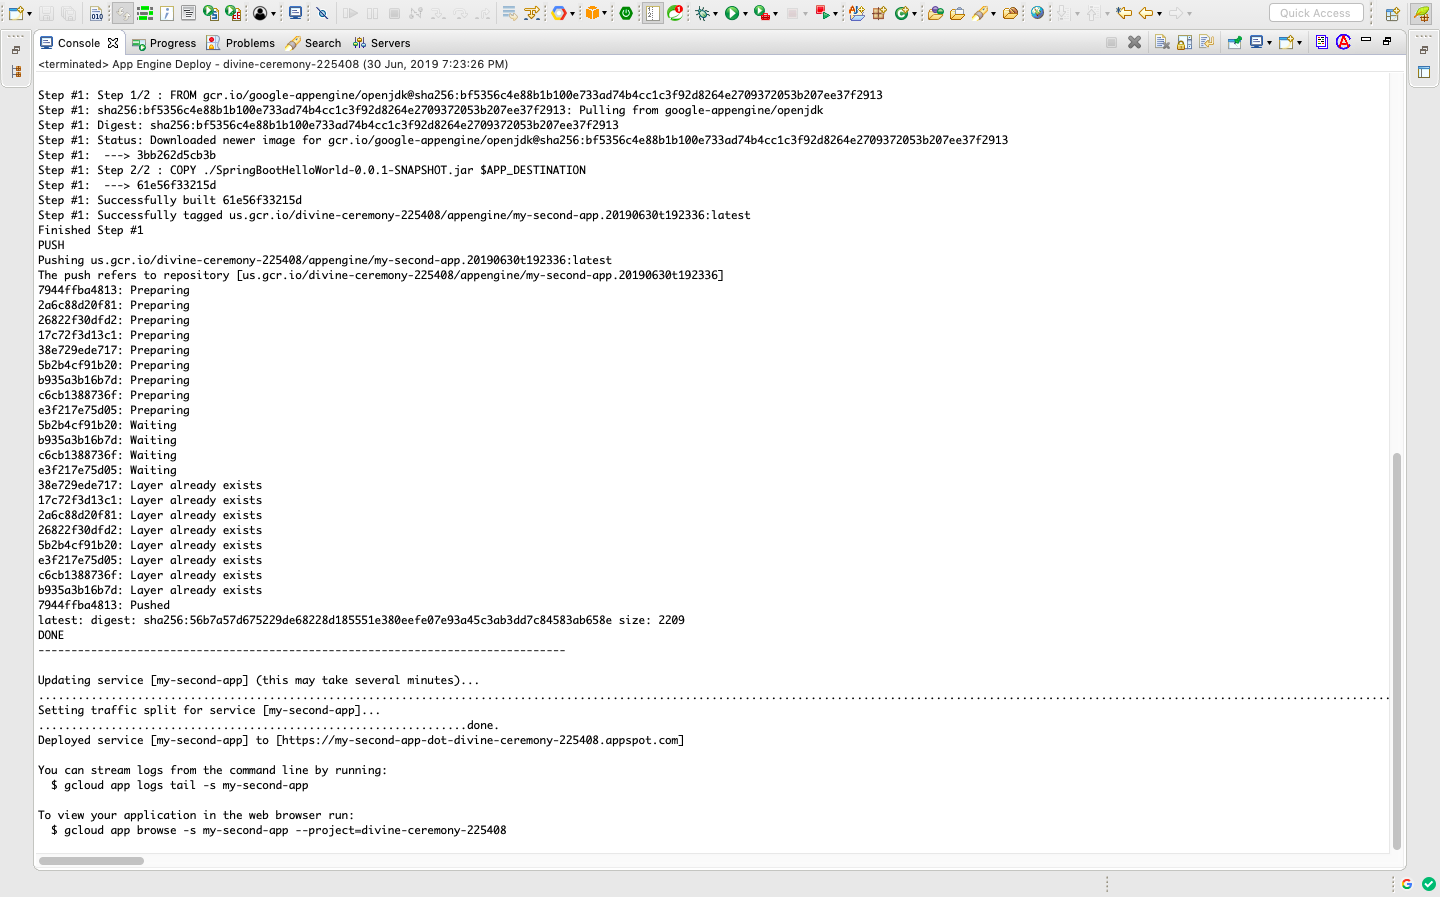 Quick Access
Console Progress Problems Search Servers
<terminated> App Engine Deploy - divine-ceremony-225408 (30 Jun, 2019 7:23:26 PM)
Step #1: Step 1/2 : FROM gcr.io/google-appengine/openjdk@sha256:bf5356c4e88b1b100e733ad74b4cc1c3f92d8264e2709372053b207ee37f2913
Step #1: sha256:bf5356c4e88b1b100e733ad74b4cc1c3f92d8264e2709372053b207ee37f2913: Pulling from google-appengine/openjdk
Step #1: Digest: sha256:bf5356c4e88b1b100e733ad74b4cc1c3f92d8264e2709372053b207ee37f2913
Step #1: Status: Downloaded newer image for gcr.io/google-appengine/openjdk@sha256:bf5356c4e88b1b100e733ad74b4cc1c3f92d8264e2709372053b207ee37f2913
Step #1:  ---> 3bb262d5cb3b
Step #1: Step 2/2 : COPY ./SpringBootHelloWorld-0.0.1-SNAPSHOT.jar $APP_DESTINATION
Step #1:  ---> 61e56f33215d
Step #1: Successfully built 61e56f33215d
Step #1: Successfully tagged us.gcr.io/divine-ceremony-225408/appengine/my-second-app.20190630t192336:latest
Finished Step #1
PUSH
Pushing us.gcr.io/divine-ceremony-225408/appengine/my-second-app.20190630t192336:latest
The push refers to repository [us.gcr.io/divine-ceremony-225408/appengine/my-second-app.20190630t192336]
7944ffba4813: Preparing
2a6c88d20f81: Preparing
26822f30dfd2: Preparing
17c72f3d13c1: Preparing
38e729ede717: Preparing
5b2b4cf91b20: Preparing
b935a3b16b7d: Preparing
c6cb1388736f: Preparing
e3f217e75d05: Preparing
5b2b4cf91b20: Waiting
b935a3b16b7d: Waiting
c6cb1388736f: Waiting
e3f217e75d05: Waiting
38e729ede717: Layer already exists
17c72f3d13c1: Layer already exists
2a6c88d20f81: Layer already exists
26822f30dfd2: Layer already exists
5b2b4cf91b20: Layer already exists
e3f217e75d05: Layer already exists
c6cb1388736f: Layer already exists
b935a3b16b7d: Layer already exists
7944ffba4813: Pushed
latest: digest: sha256:56b7a57d675229de68228d185551e380eefe07e93a45c3ab3dd7c84583ab658e size: 2209
DONE
--------------------------------------------------------------------------------
Updating service [my-second-app] (this may take several minutes)...
.............................................................................................................................................................................................................
Setting traffic split for service [my-second-app]...
.................................................................done.
Deployed service [my-second-app] to [https://my-second-app-dot-divine-ceremony-225408.appspot.com]
You can stream logs from the command line by running:
$ gcloud app logs tail -s my-second-app
To view your application in the web browser run:
$ gcloud app browse -s my-second-app --project=divine-ceremony-225408